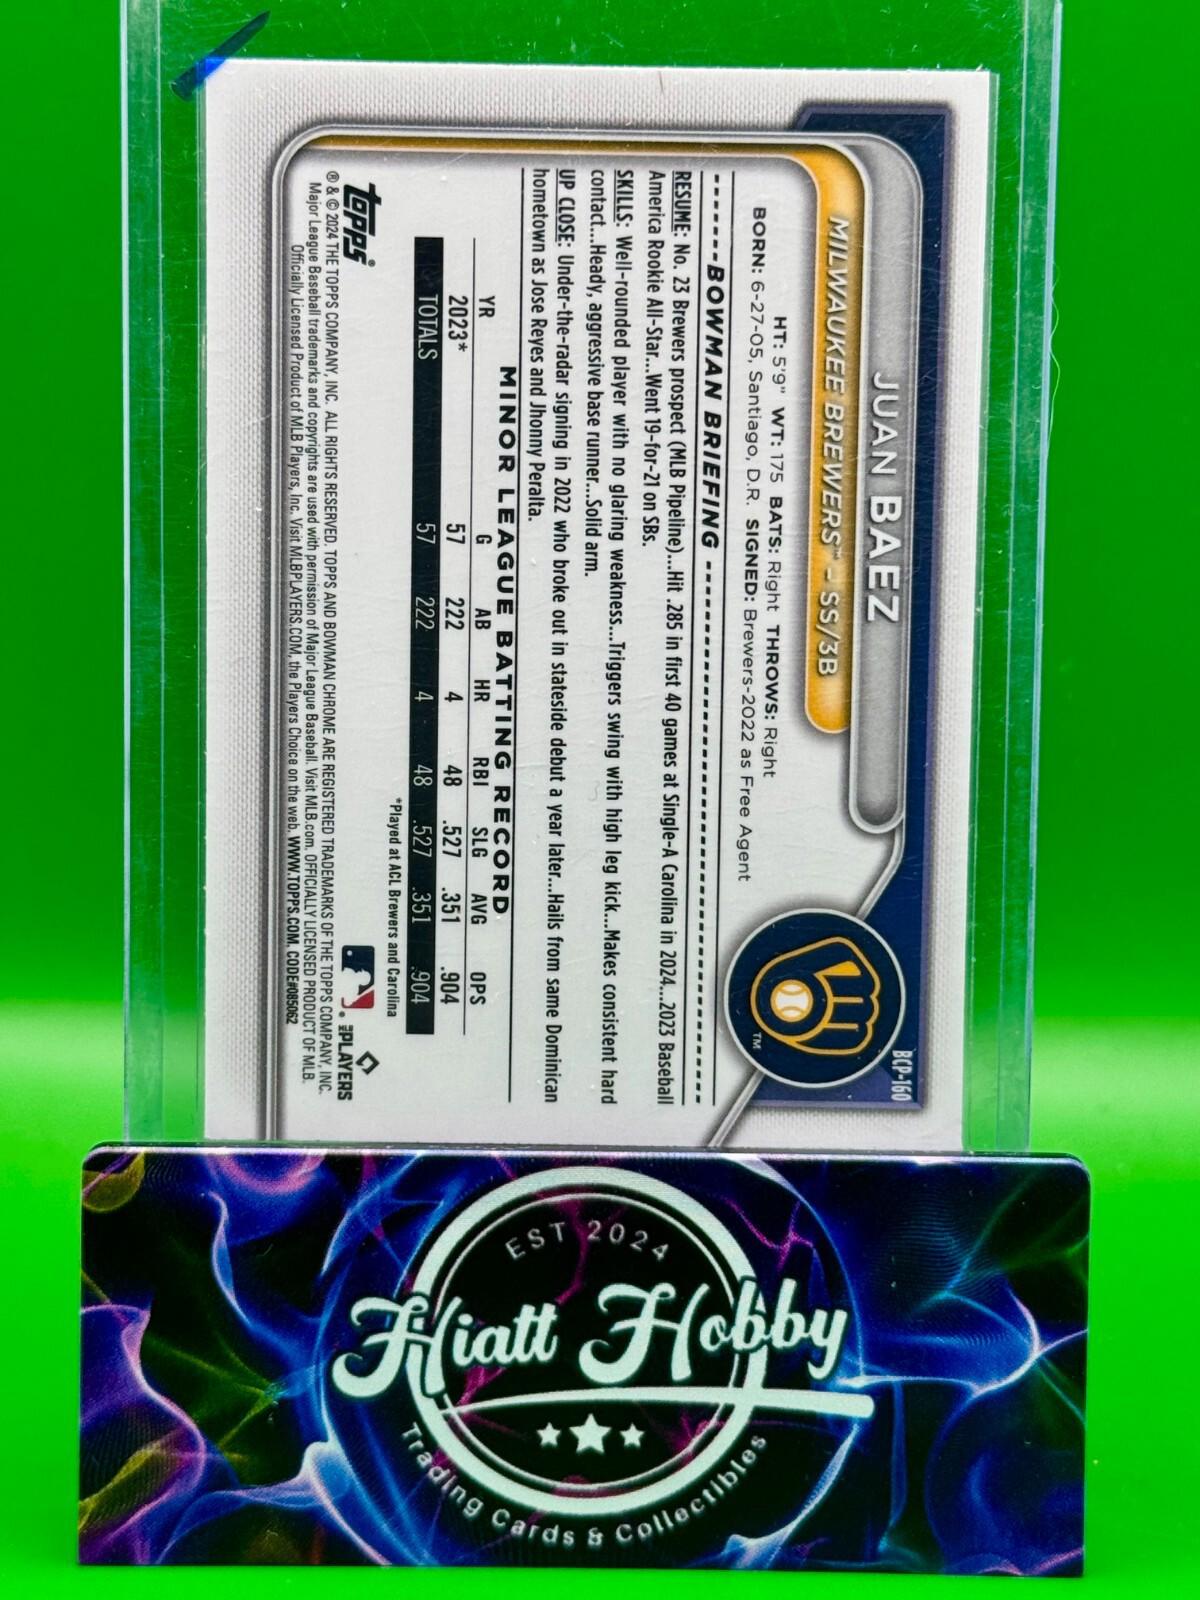 BCP-160
JUAN BAEZ
MILWAUKEE BREWERS™ – SS/3B
HT: 5'9" WT: 175 BATS: Right THROWS: Right
BORN: 6-27-05, Santiago, D.R. SIGNED: Brewers-2022 as Free Agent
TM
BOWMAN BRIEFING
RESUME: No. 23 Brewers prospect (MLB Pipeline)...Hit .285 in first 40 games at Single-A Carolina in 2024...2023 Baseball
America Rookie All-Star...Went 19-for-21 on SBs.
SKILLS: Well-rounded player with no glaring weakness...Triggers swing with high leg kick...Makes consistent hard
contact...Heady, aggressive base runner...Solid arm.
UP CLOSE: Under-the-radar signing in 2022 who broke out in stateside debut a year later...Hails from same Dominican
hometown as Jose Reyes and Jhonny Peralta.
MINOR LEAGUE BATTING RECORD
YR G AB HR RBI SLG AVG OPS
2023* 57 222 4 48 .527 .351 .904
TOTALS 57 222 4 48 .527 .351 .904
*Played at ACL Brewers and Carolina
topps®
MLB PLAYERS
® & © 2024 THE TOPPS COMPANY, INC. ALL RIGHTS RESERVED. TOPPS AND BOWMAN CHROME ARE REGISTERED TRADEMARKS OF THE TOPPS COMPANY, INC.
Major League Baseball trademarks and copyrights are used with permission of Major League Baseball. Visit MLB.com. OFFICIALLY LICENSED PRODUCT OF MLB
Officially Licensed Product of MLB Players, Inc. Visit MLBPLAYERS.COM, the Players Choice on the web. WWW.TOPPS.COM. CODE#085062
EST 2024
Hiatt Hobby
Trading Cards & Collectibles